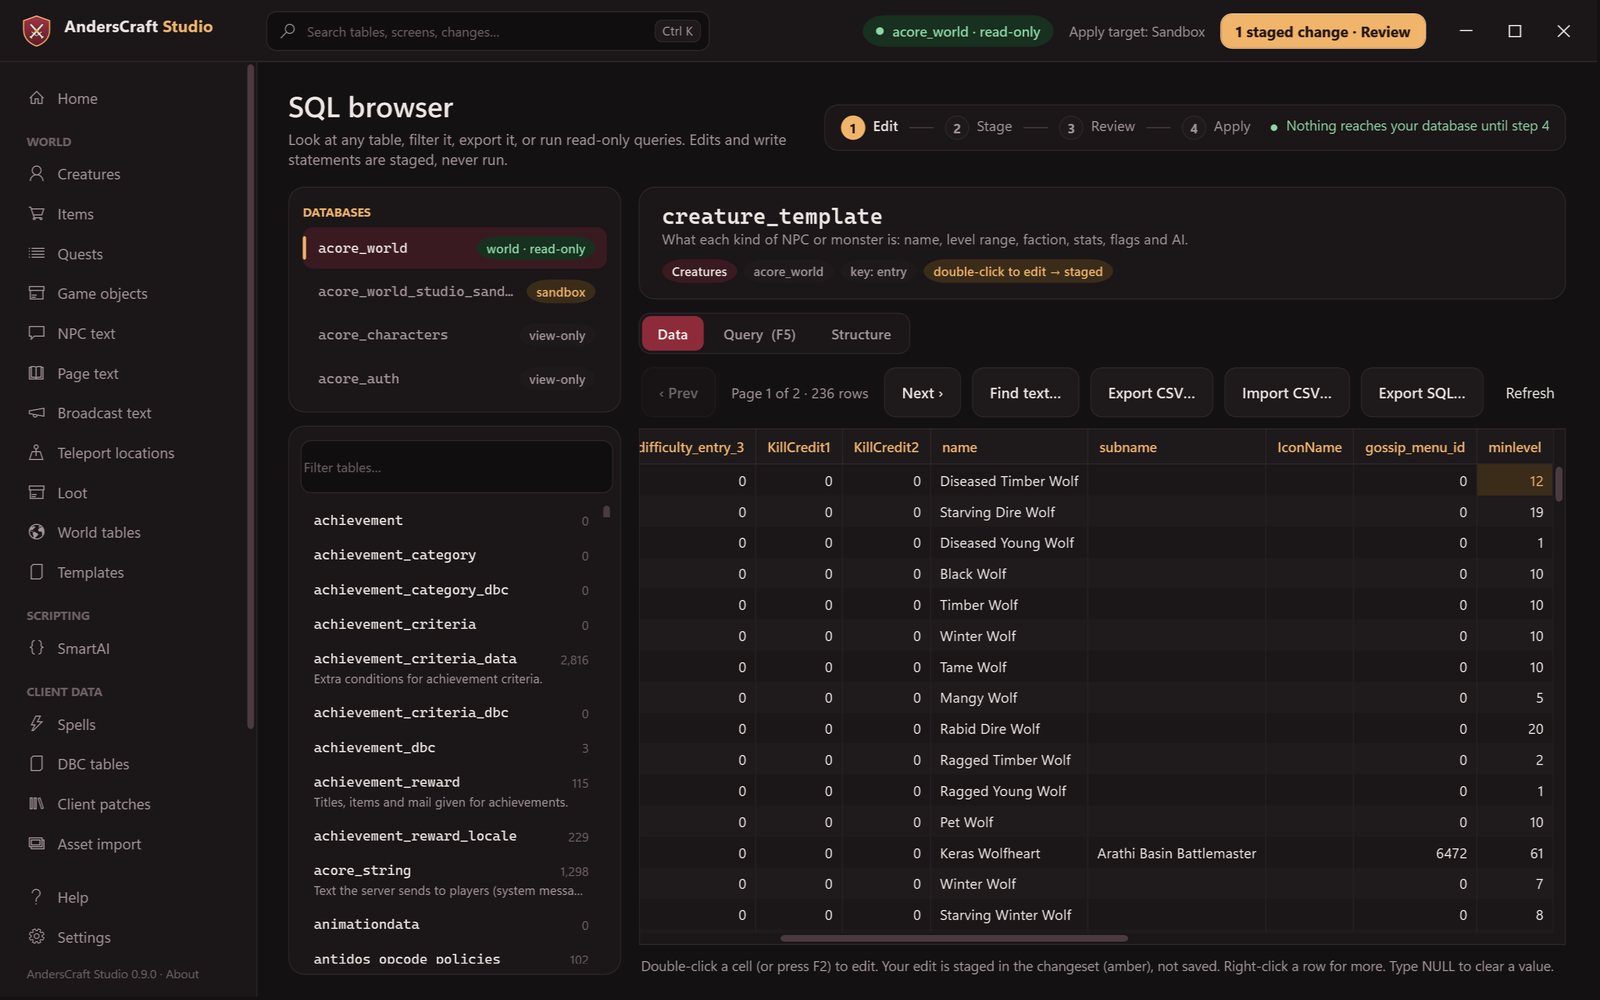 AndersCraft Studio
Search tables, screens, changes...
Ctrl K
acore_world · read-only
Apply target: Sandbox
1 staged change · Review
Home
WORLD
Creatures
Items
Quests
Game objects
NPC text
Page text
Broadcast text
Teleport locations
Loot
World tables
Templates
SCRIPTING
SmartAI
CLIENT DATA
Spells
DBC tables
Client patches
Asset import
Help
Settings
AndersCraft Studio 0.9.0 · About
SQL browser
Look at any table, filter it, export it, or run read-only queries. Edits and write
statements are staged, never run.
1 Edit
2 Stage
3 Review
4 Apply
Nothing reaches your database until step 4
DATABASES
acore_world world · read-only
acore_world_studio_sand... sandbox
acore_characters view-only
acore_auth view-only
Filter tables...
achievement 0
achievement_category 0
achievement_category_dbc 0
achievement_criteria 0
achievement_criteria_data 2,816
Extra conditions for achievement criteria.
achievement_criteria_dbc 0
achievement_dbc 3
achievement_reward 115
Titles, items and mail given for achievements.
achievement_reward_locale 229
acore_string 1,298
Text the server sends to players (system messa...
animationdata 0
antidos_opcode_policies 102
creature_template
What each kind of NPC or monster is: name, level range, faction, stats, flags and AI.
Creatures acore_world key: entry double-click to edit → staged
Data Query (F5) Structure
‹ Prev Page 1 of 2 · 236 rows Next › Find text... Export CSV... Import CSV... Export SQL... Refresh
difficulty_entry_3 KillCredit1 KillCredit2 name subname IconName gossip_menu_id minlevel
0 0 0 Diseased Timber Wolf 0 12
0 0 0 Starving Dire Wolf 0 19
0 0 0 Diseased Young Wolf 0 1
0 0 0 Black Wolf 0 10
0 0 0 Timber Wolf 0 10
0 0 0 Winter Wolf 0 10
0 0 0 Tame Wolf 0 10
0 0 0 Mangy Wolf 0 5
0 0 0 Rabid Dire Wolf 0 20
0 0 0 Ragged Timber Wolf 0 2
0 0 0 Ragged Young Wolf 0 1
0 0 0 Pet Wolf 0 10
0 0 0 Keras Wolfheart Arathi Basin Battlemaster 6472 61
0 0 0 Winter Wolf 0 7
0 0 0 Starving Winter Wolf 0 8
Double-click a cell (or press F2) to edit. Your edit is staged in the changeset (amber), not saved. Right-click a row for more. Type NULL to clear a value.